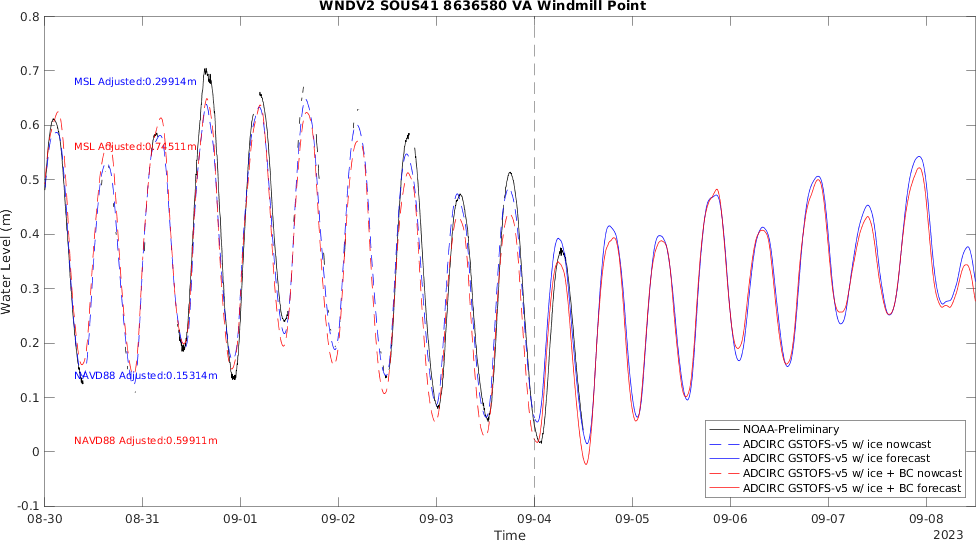 WNDV2 SOUS41 8636580 VA Windmill Point
0.8
0.7
0.6
0.5
0.4
0.3
0.2
0.1
0
-0.1
Water Level (m)
MSL Adjusted:0.29914m
MSL Adjusted:0.74511m
NAVD88 Adjusted:0.15314m
NAVD88 Adjusted:0.59911m
NOAA-Preliminary
ADCIRC GSTOFS-v5 w/ ice nowcast
ADCIRC GSTOFS-v5 w/ ice forecast
ADCIRC GSTOFS-v5 w/ ice + BC nowcast
ADCIRC GSTOFS-v5 w/ ice + BC forecast
08-30 08-31 09-01 09-02 09-03 09-04 09-05 09-06 09-07 09-08
Time
2023